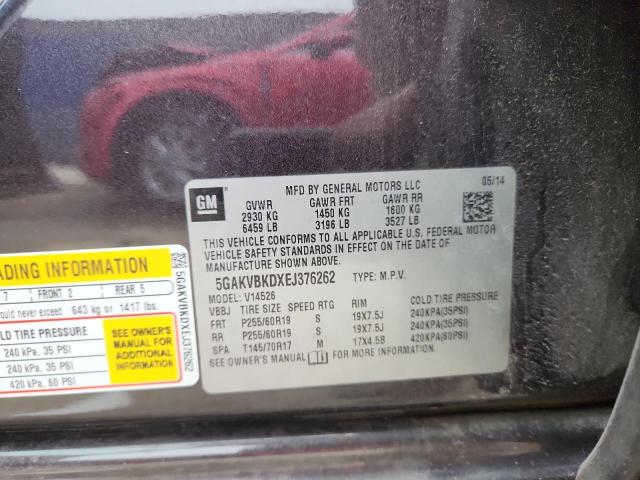 GM
MFD BY GENERAL MOTORS LLC
05/14
GVWR GAWR FRT GAWR RR
2930 KG 1450 KG 1600 KG
6459 LB 3196 LB 3527 LB
THIS VEHICLE CONFORMS TO ALL APPLICABLE U.S. FEDERAL MOTOR
VEHICLE SAFETY STANDARDS IN EFFECT ON THE DATE OF
MANUFACTURE SHOWN ABOVE.
5GAKVBKDXEJ376262 TYPE: M.P.V.
MODEL: V14526
VBBJ TIRE SIZE SPEED RTG RIM COLD TIRE PRESSURE
FRT P255/60R19 S 19X7.5J 240KPA(35PSI)
RR P255/60R19 S 19X7.5J 240KPA(35PSI)
SPA T145/70R17 M 17X4.5B 420KPA(60PSI)
SEE OWNER'S MANUAL FOR MORE INFORMATION.
ADING INFORMATION
7 FRONT 2 REAR 5
ould never exceed 643 kg or 1417 lbs.
COLD TIRE PRESSURE
240 kPa, 35 PSI
240 kPa, 35 PSI
420 kPa, 60 PSI
SEE OWNER'S
MANUAL FOR
ADDITIONAL
INFORMATION
5GAKVBKDXEJ376262